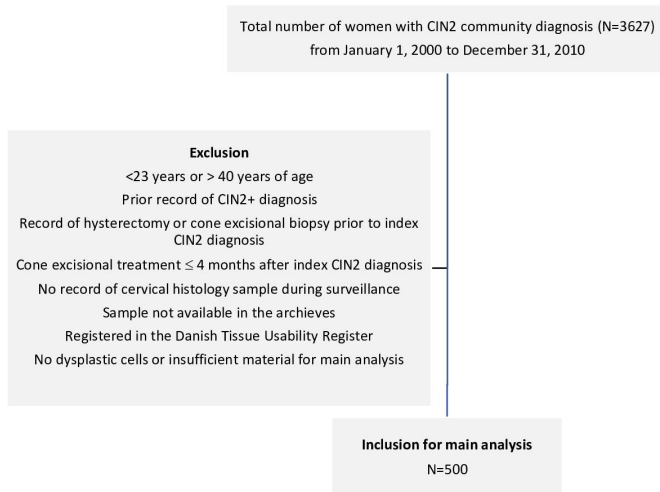 Total number of women with CIN2 community diagnosis (N=3627)
from January 1, 2000 to December 31, 2010
Exclusion
<23 years or > 40 years of age
Prior record of CIN2+ diagnosis
Record of hysterectomy or cone excisional biopsy prior to index
CIN2 diagnosis
Cone excisional treatment ≤ 4 months after index CIN2 diagnosis
No record of cervical histology sample during surveillance
Sample not available in the archieves
Registered in the Danish Tissue Usability Register
No dysplastic cells or insufficient material for main analysis
Inclusion for main analysis
N=500